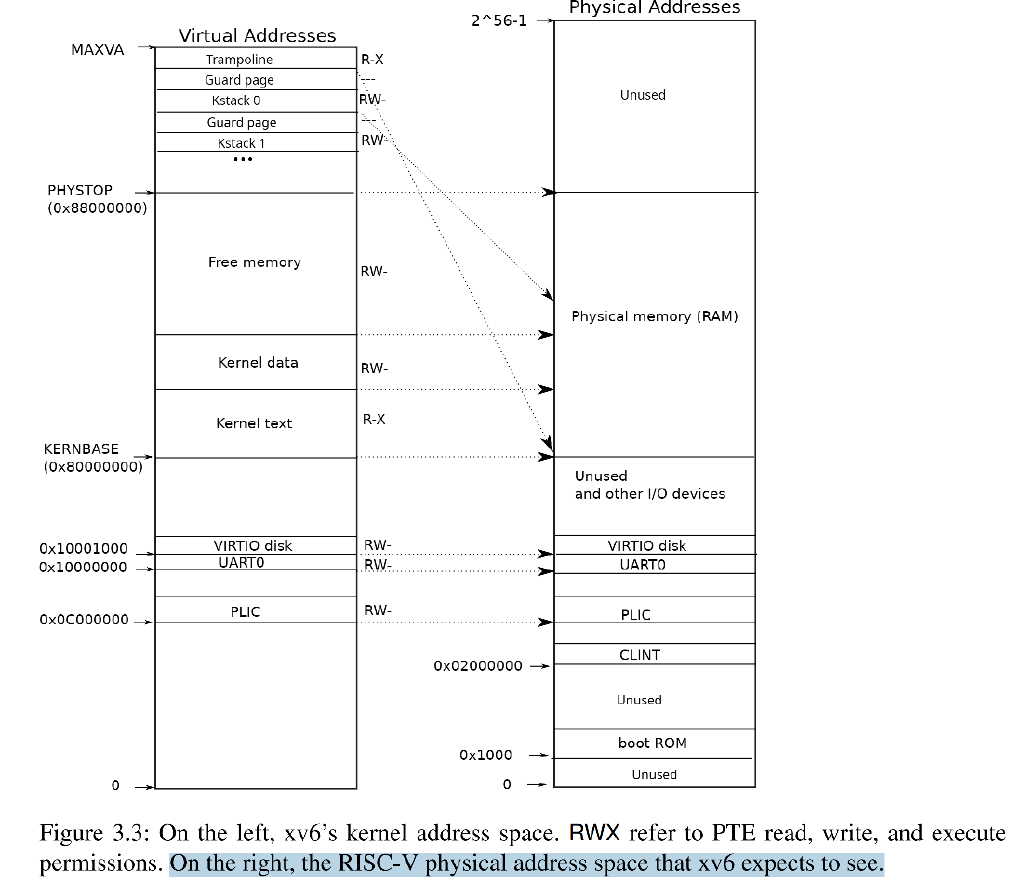 Physical Addresses
2^56-1
Virtual Addresses
MAXVA
Trampoline
R-X
Guard page
---
Unused
Kstack 0
RW-
Guard page
---
Kstack 1
RW-
...
PHYSTOP
(0x88000000)
Free memory
RW-
Physical memory (RAM)
Kernel data
RW-
Kernel text
R-X
KERNBASE
(0x80000000)
Unused
and other I/O devices
0x10001000
VIRTIO disk
RW-
VIRTIO disk
0x10000000
UART0
RW-
UART0
0x0C000000
PLIC
RW-
PLIC
CLINT
0x02000000
Unused
boot ROM
0x1000
Unused
0
0
Figure 3.3: On the left, xv6's kernel address space. RWX refer to PTE read, write, and execute
permissions. On the right, the RISC-V physical address space that xv6 expects to see.